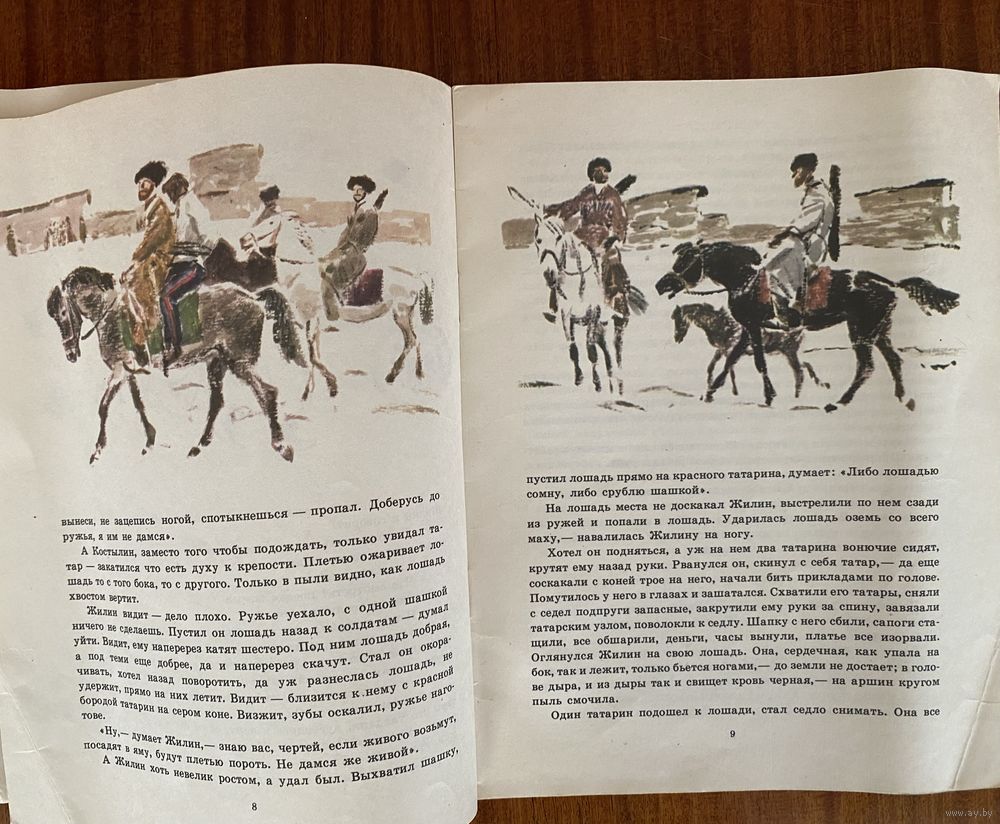 вынеси, не зацепись ногой, спотыкнешься — пропал. Доберусь до
ружья, я им не дамся».
А Костылин, заместо того чтобы подождать, только увидал та-
тар — закатился что есть духу к крепости. Плетью ожаривает ло-
шадь то с того бока, то с другого. Только в пыли видно, как лошадь
хвостом вертит.
Жилин видит — дело плохо. Ружье уехало, с одной шашкой
ничего не сделаешь. Пустил он лошадь назад к солдатам — думал
уйти. Видит, ему наперерез катят шестеро. Под ним лошадь добрая,
а под теми еще добрее, да и наперерез скачут. Стал он окора-
чивать, хотел назад поворотить, да уж разнеслась лошадь, не
удержит, прямо на них летит. Видит — близится к нему с красной
бородой татарин на сером коне. Визжит, зубы оскалил, ружье наго-
тове.
«Ну,— думает Жилин,— знаю вас, чертей, если живого возьмут,
посадят в яму, будут плетью пороть. Не дамся же живой».
А Жилин хоть невелик ростом, а удал был. Выхватил шашку,
8
пустил лошадь прямо на красного татарина, думает: «Либо лошадью
сомну, либо срублю шашкой».
На лошадь места не доскакал Жилин, выстрелили по нем сзади
из ружей и попали в лошадь. Ударилась лошадь оземь со всего
маху,— навалилась Жилину на ногу.
Хотел он подняться, а уж на нем два татарина вонючие сидят,
крутят ему назад руки. Рванулся он, скинул с себя татар,— да еще
соскакали с коней трое на него, начали бить прикладами по голове.
Помутилось у него в глазах и зашатался. Схватили его татары, сняли
с седел подпруги запасные, закрутили ему руки за спину, завязали
татарским узлом, поволокли к седлу. Шапку с него сбили, сапоги ста-
щили, все обшарили, деньги, часы вынули, платье все изорвали.
Оглянулся Жилин на свою лошадь. Она, сердечная, как упала на
бок, так и лежит, только бьется ногами,— до земли не достает; в голо-
ве дыра, и из дыры так и свищет кровь черная,— на аршин кругом
пыль смочила.
Один татарин подошел к лошади, стал седло снимать. Она все
9
www.ay.by